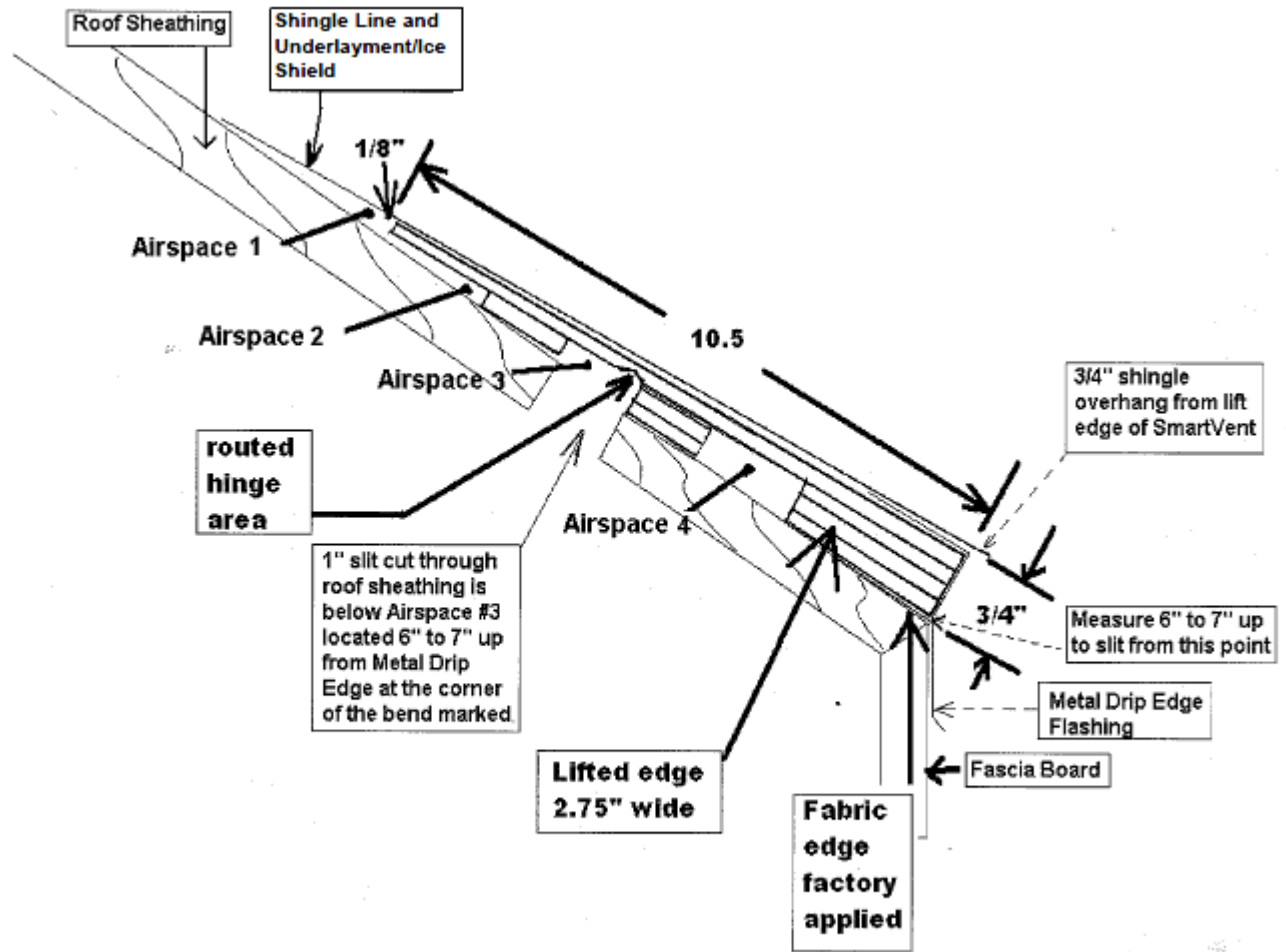 Roof Sheathing
Shingle Line and
Underlayment/Ice
Shield
1/8"
Airspace 1
Airspace 2
Airspace 3
10.5
3/4" shingle
overhang from lift
edge of SmartVent
routed
hinge
area
Airspace 4
1" slit cut through
roof sheathing is
below Airspace #3
located 6" to 7" up
from Metal Drip
Edge at the corner
of the bend marked.
3/4"
Measure 6" to 7" up
to slit from this point
Metal Drip Edge
Flashing
Lifted edge
2.75" wide
Fascia Board
Fabric
edge
factory
applied